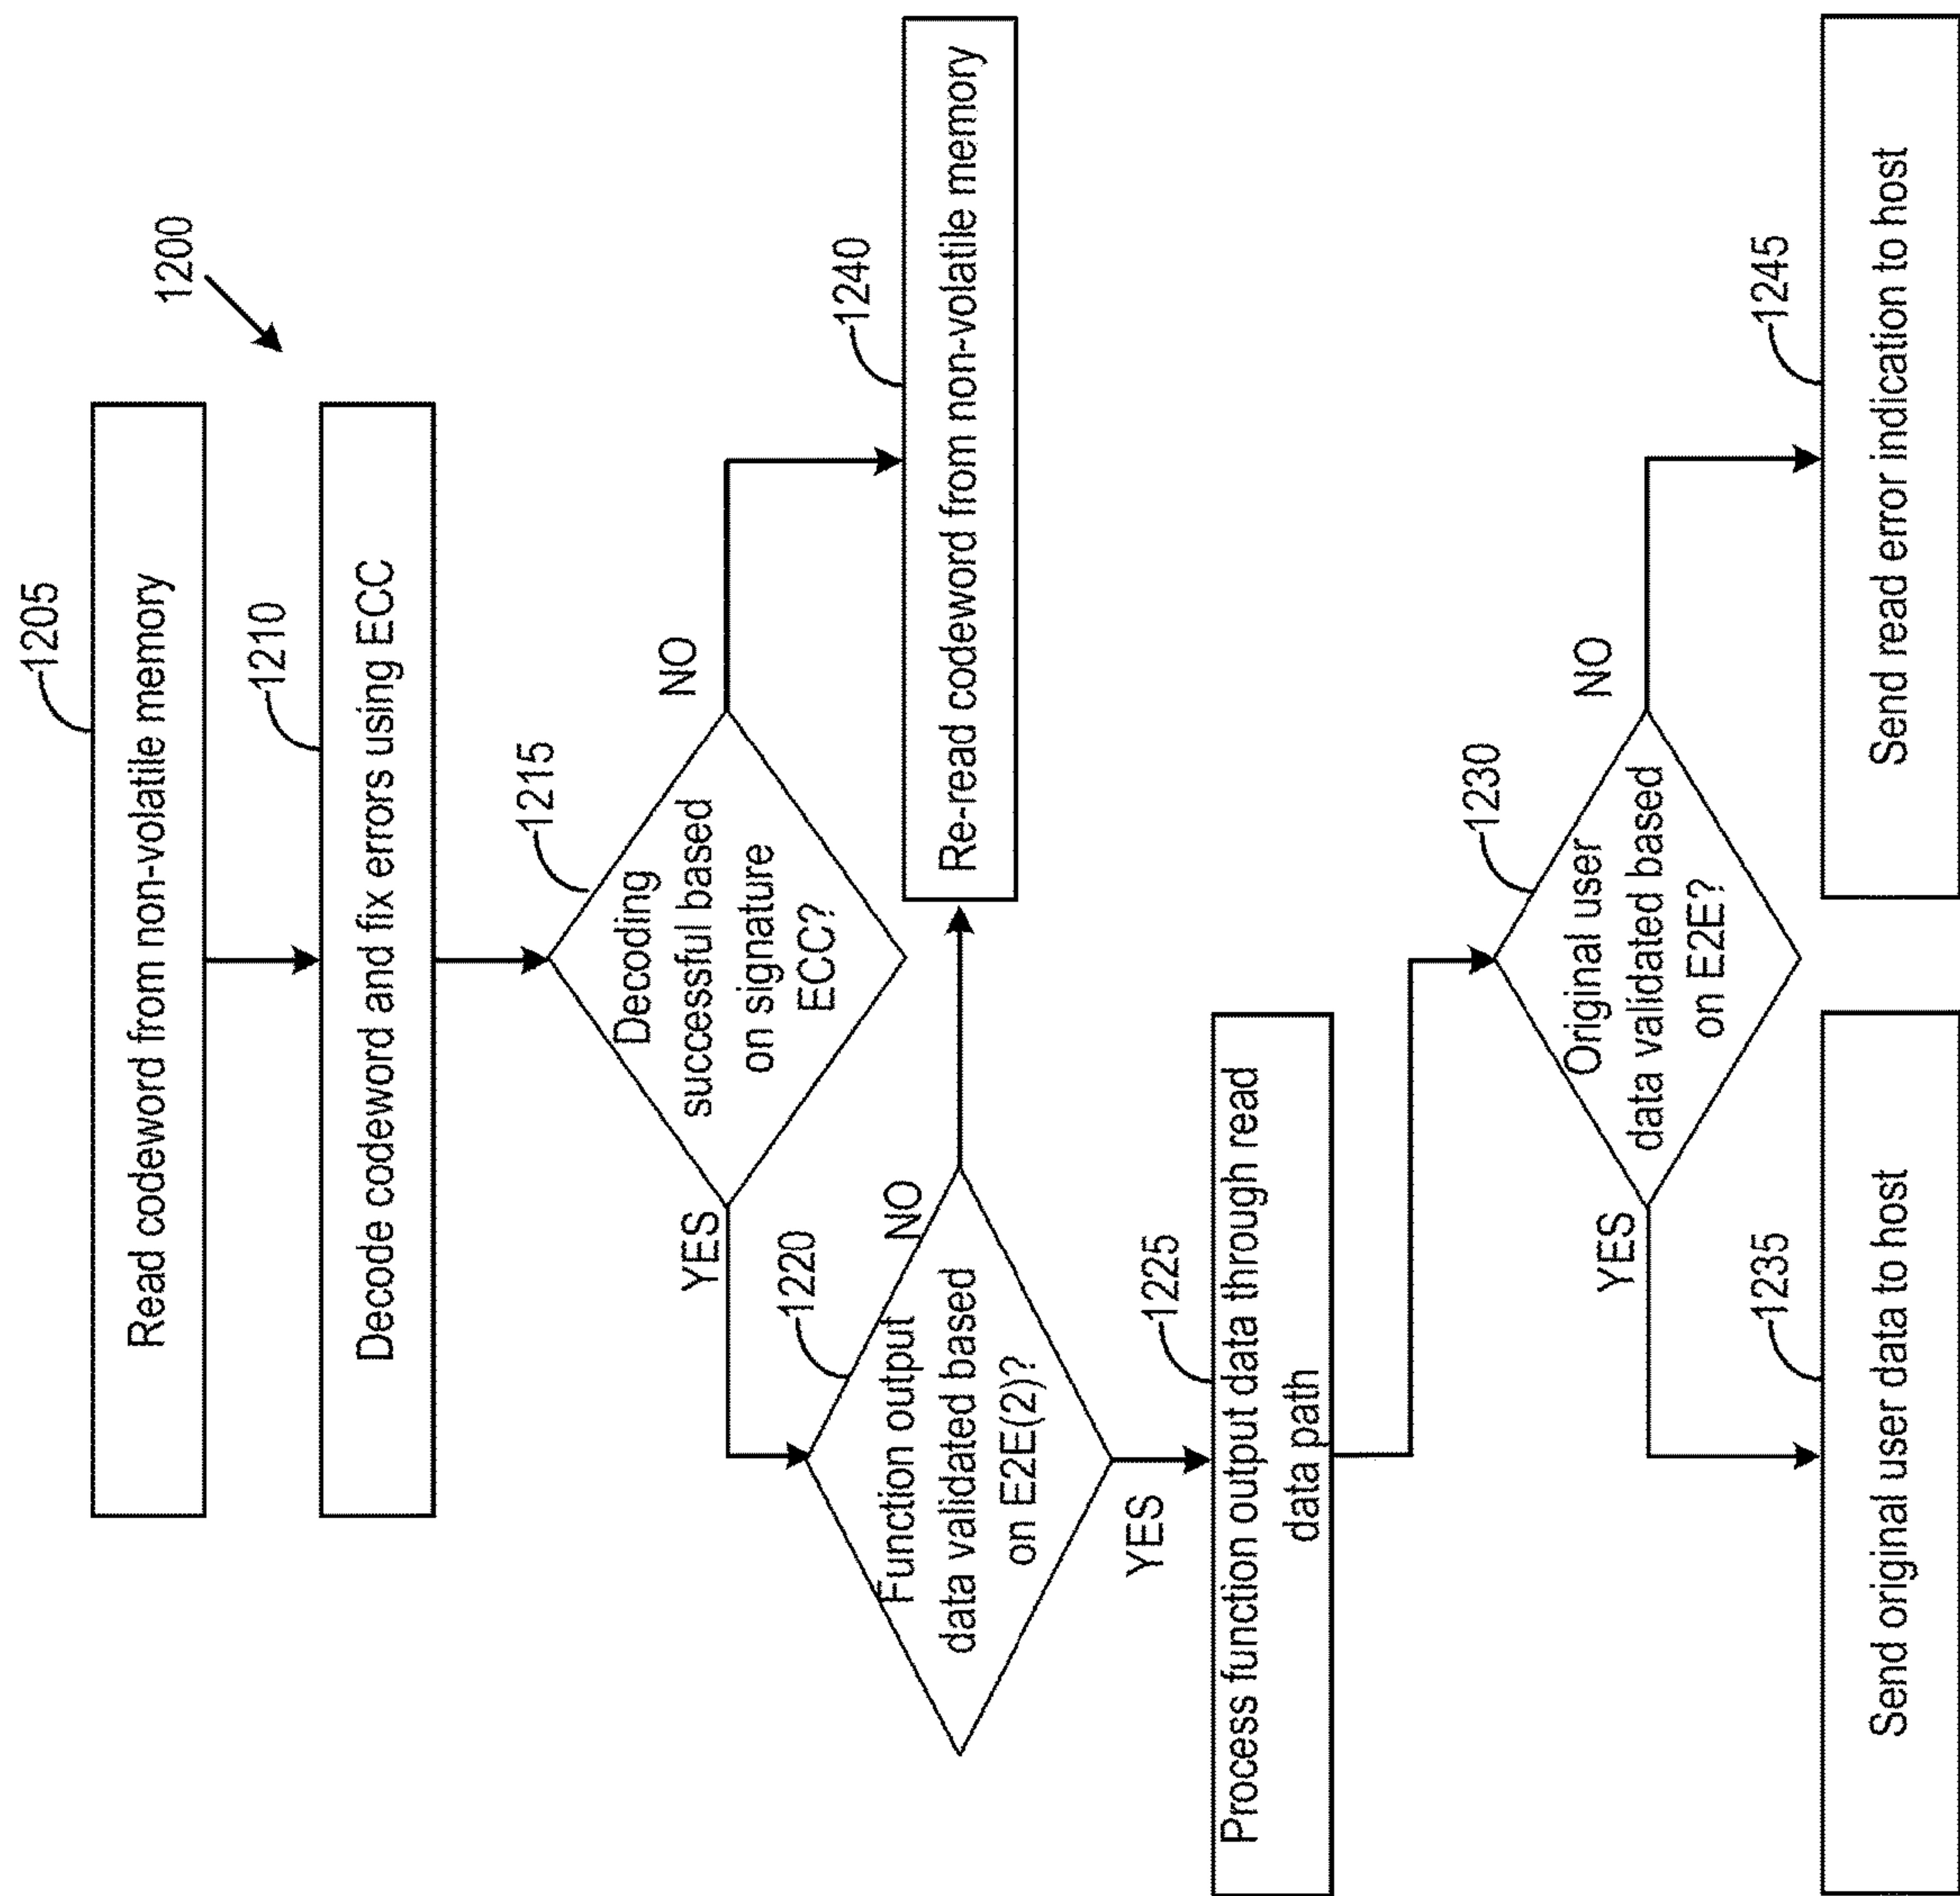 1200
1205
Read codeword from non-volatile memory
1210
Decode codeword and fix errors using ECC
1215
Decoding
successful based
on signature
ECC?
YES
NO
1220
Function output
data validated based
on E2E(2)?
NO
YES
1240
Re-read codeword from non-volatile memory
1225
Process function output data through read
data path
1230
Original user
data validated based
on E2E?
YES
NO
1235
Send original user data to host
1245
Send read error indication to host